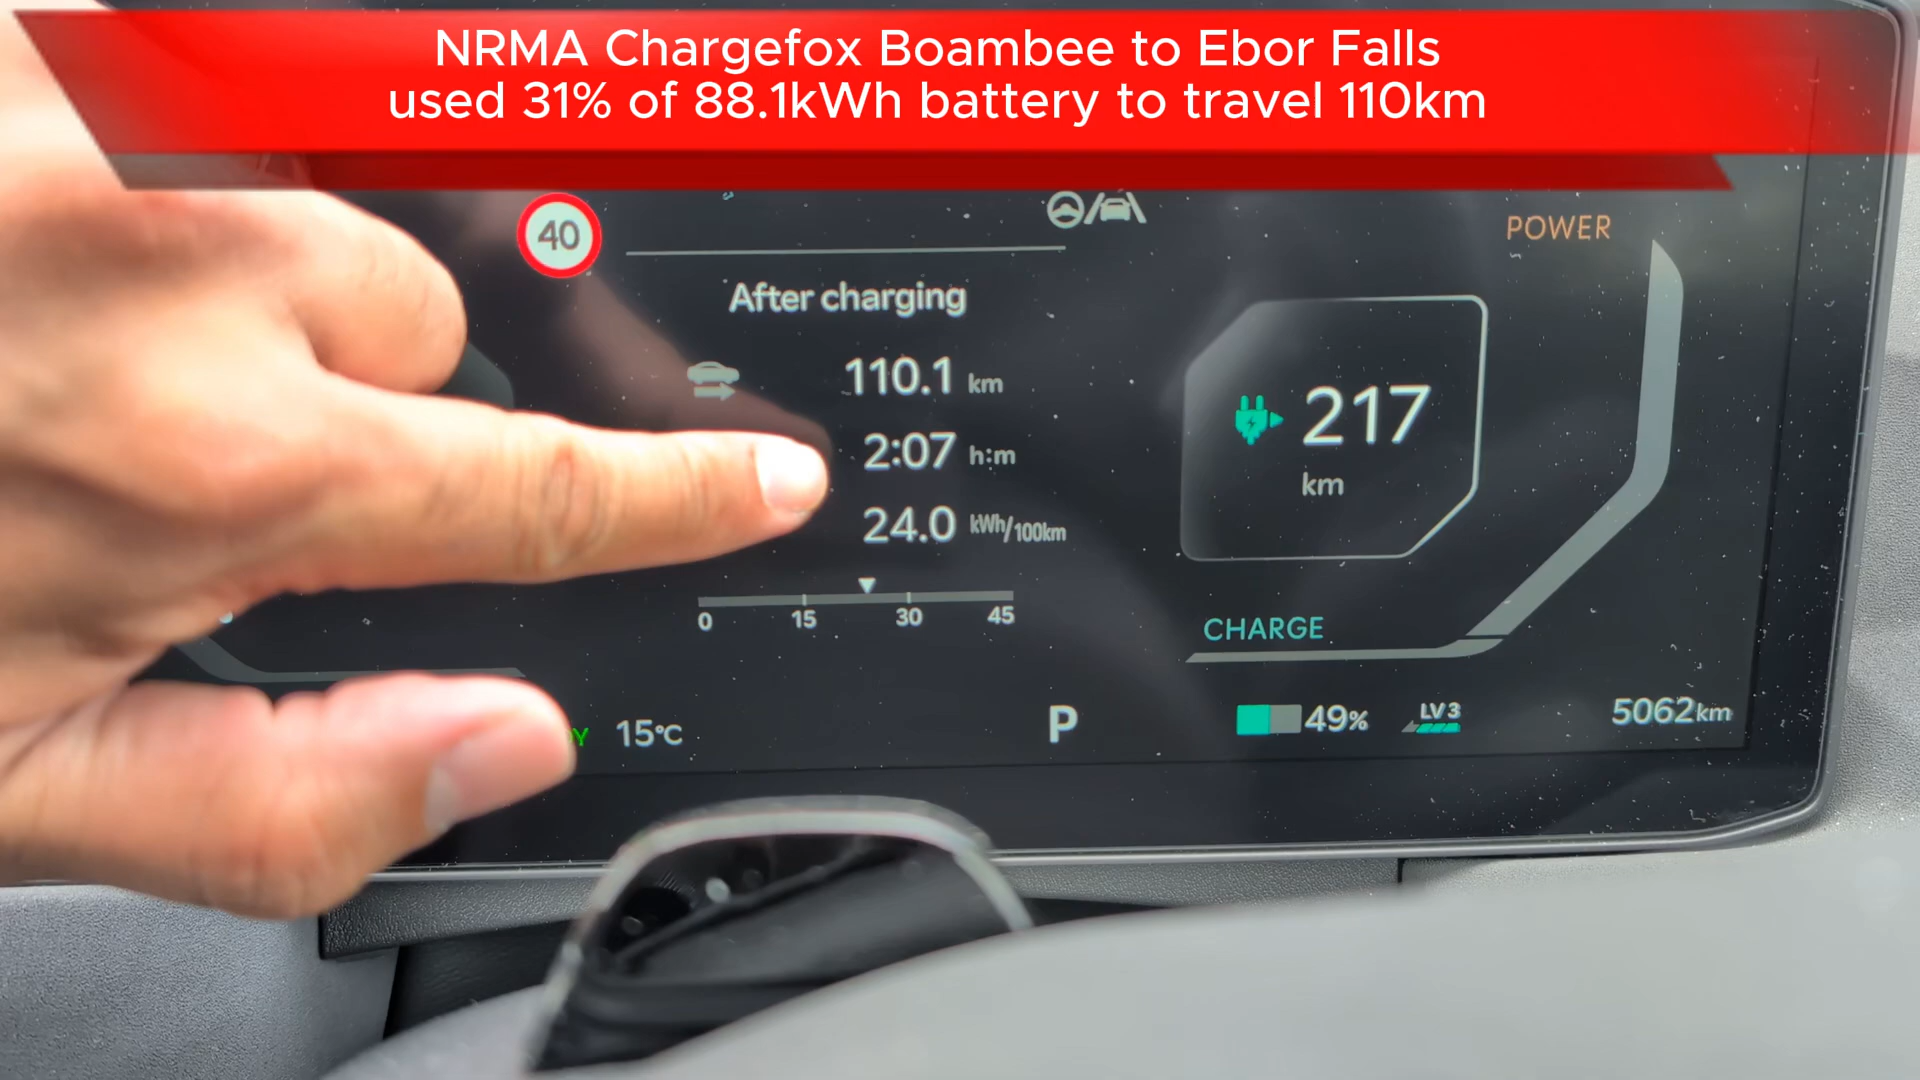 NRMA Chargefox Boambee to Ebor Falls
used 31% of 88.1kWh battery to travel 110km
40
POWER
After charging
110.1 km
2:07 h:m
24.0 kWh/100km
0 15 30 45
217
km
CHARGE
Y 15°C
P
49%
LV 3
5062km